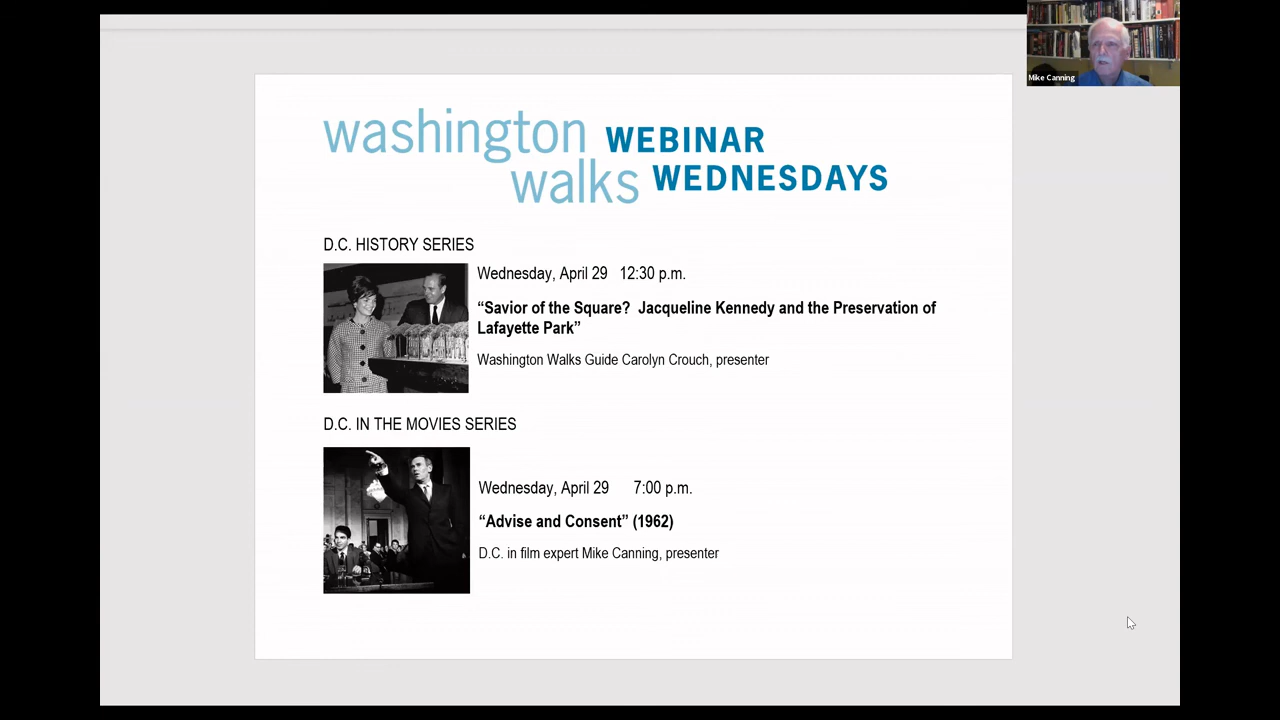 Mike Canning
washington WEBINAR
walks WEDNESDAYS
D.C. HISTORY SERIES
Wednesday, April 29 12:30 p.m.
“Savior of the Square? Jacqueline Kennedy and the Preservation of
Lafayette Park”
Washington Walks Guide Carolyn Crouch, presenter
D.C. IN THE MOVIES SERIES
Wednesday, April 29 7:00 p.m.
“Advise and Consent” (1962)
D.C. in film expert Mike Canning, presenter